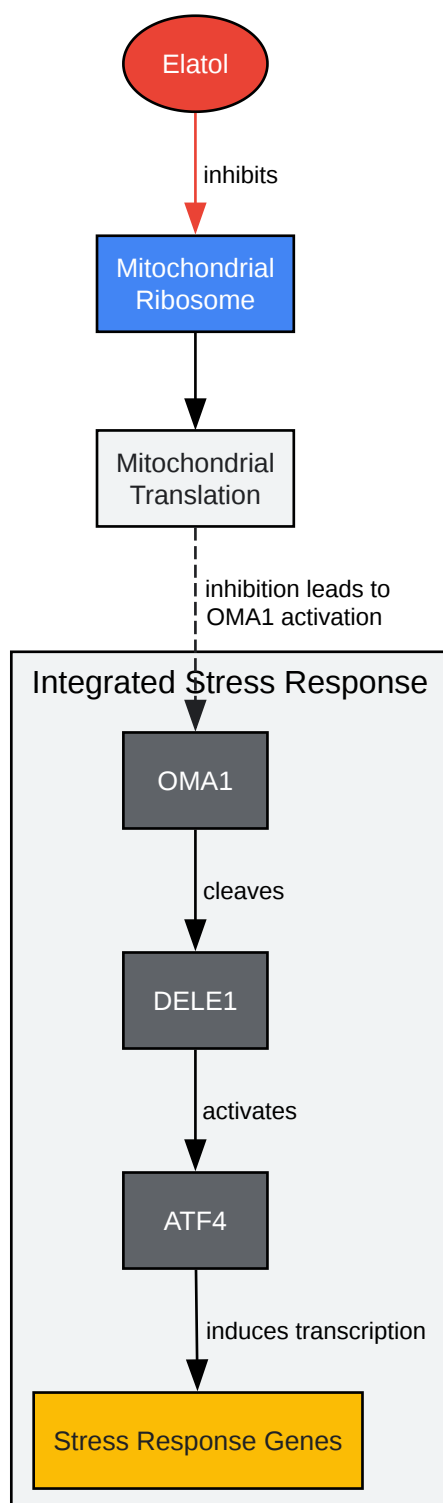 Elatol
inhibits
Mitochondrial
Ribosome
Mitochondrial
Translation
inhibition leads to
OMA1 activation
Integrated Stress Response
OMA1
cleaves
DELE1
activates
ATF4
induces transcription
Stress Response Genes